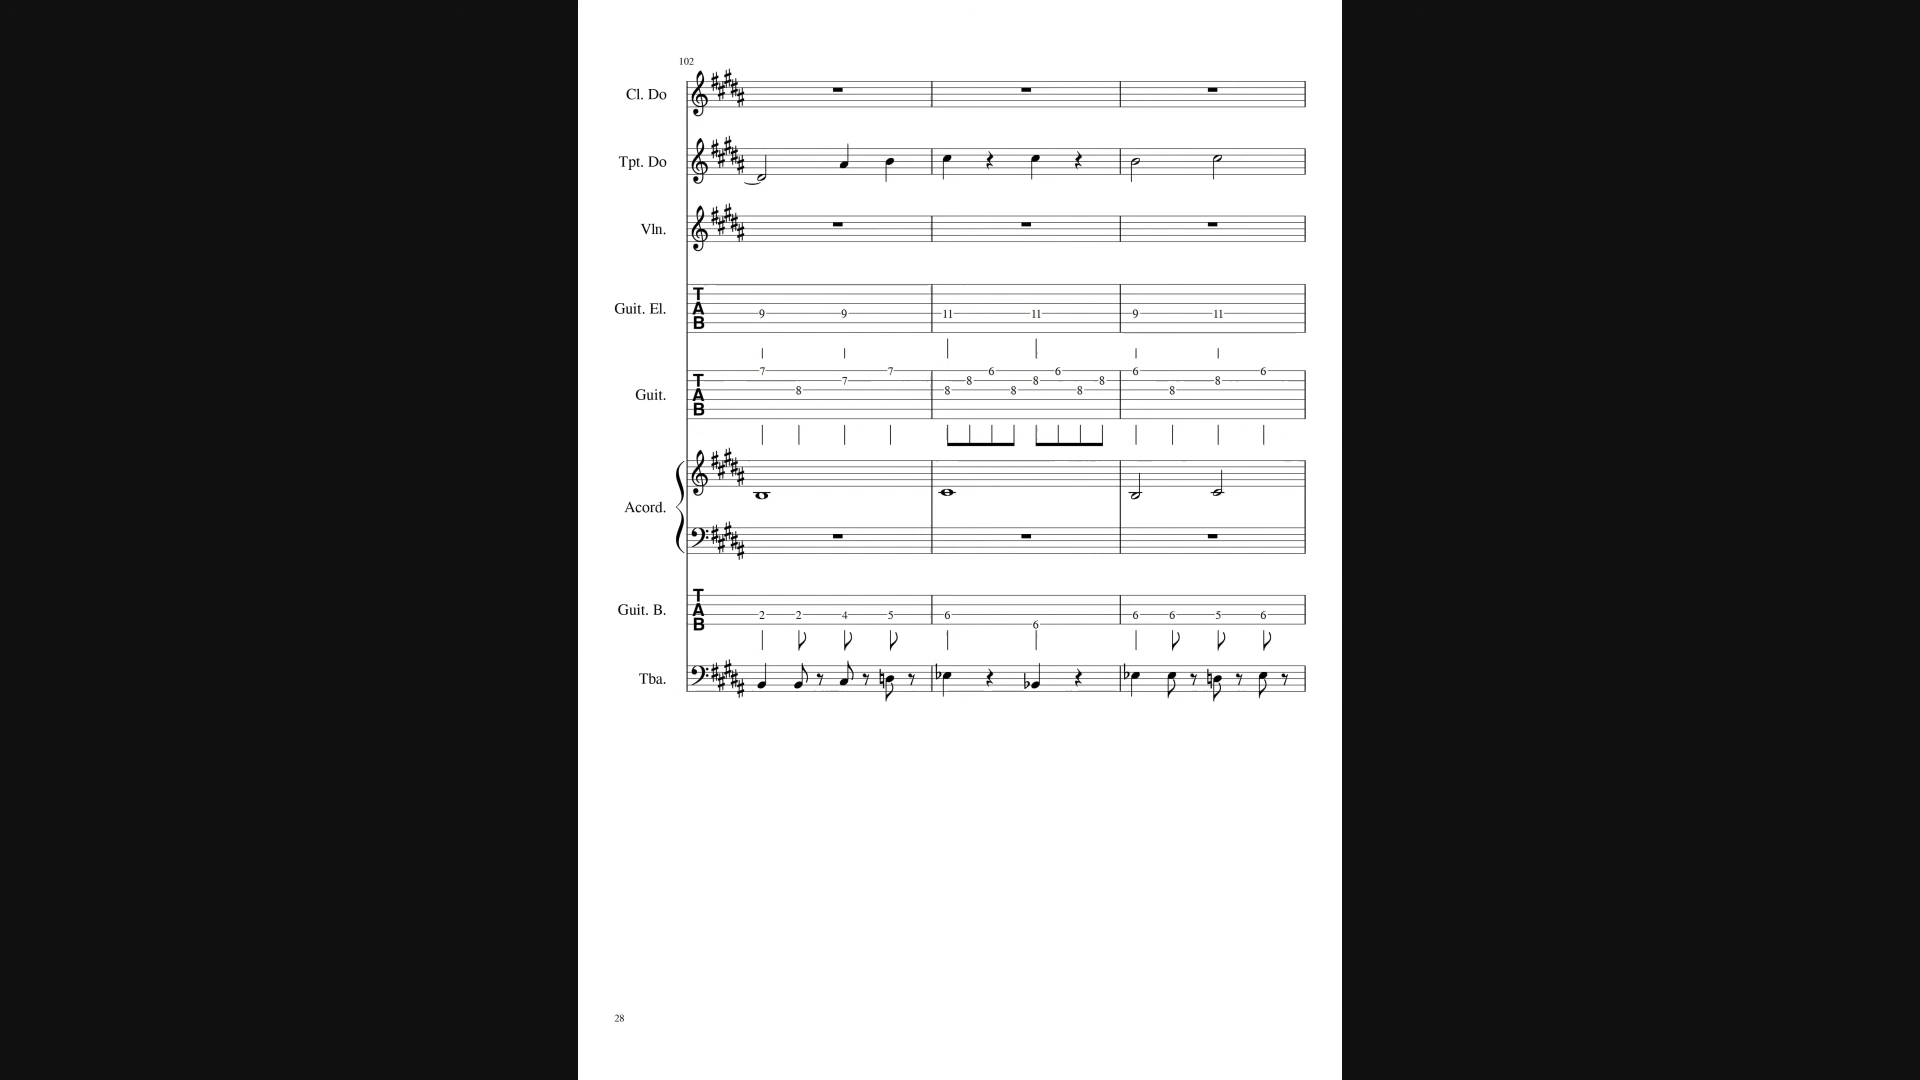 102
Cl. Do
Tpt. Do
Vln.
Guit. El.
T
A
B
9 9 11 11 9 11
Guit.
T
A
B
7 8 7 7 8 8 6 8 8 6 8 8 6 8 8 6
Acord.
Guit. B.
T
A
B
2 2 4 5 6 6 6 6 5 6
Tba.
28